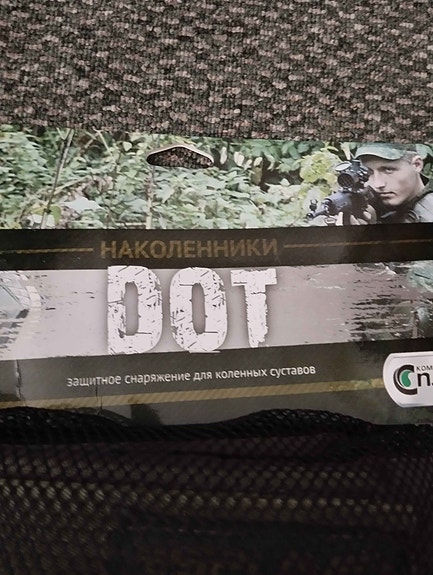 НАКОЛЕННИКИ
DOT
защитное снаряжение для коленных суставов